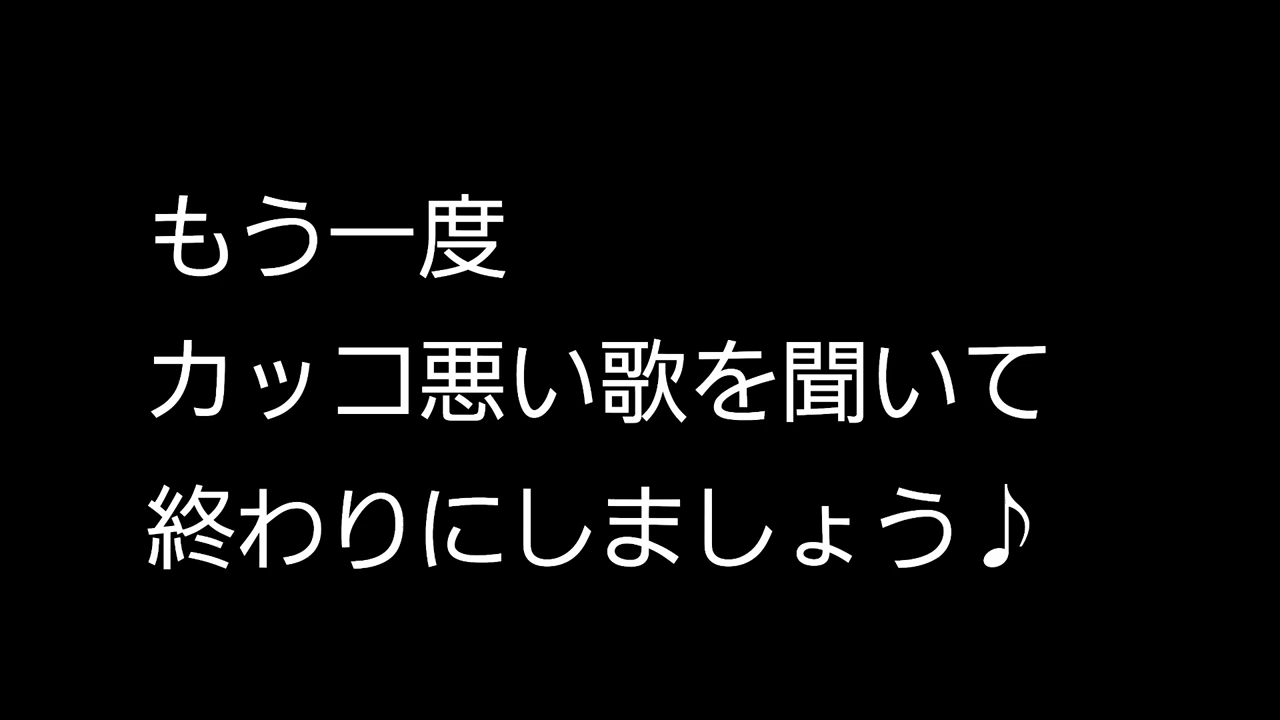 もう一度
カッコ悪い歌を聞いて
終わりにしましょう♪